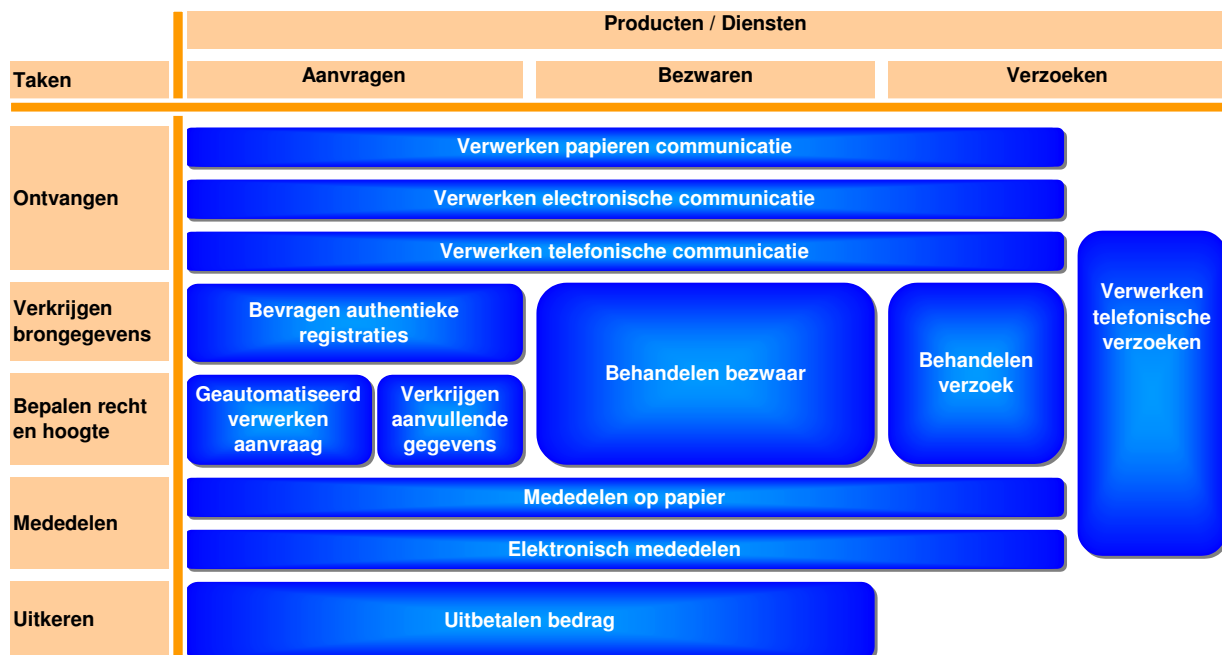 Producten / Diensten
Taken
Aanvragen
Bezwaren
Verzoeken
Ontvangen
Verwerken papieren communicatie
Verwerken electronische communicatie
Verwerken telefonische communicatie
Verwerken
telefonische
verzoeken
Verkrijgen
brongegevens
Bevragen authentieke
registraties
Behandelen bezwaar
Behandelen
verzoek
Bepalen recht
en hoogte
Geautomatiseerd
verwerken
aanvraag
Verkrijgen
aanvullende
gegevens
Mededelen
Mededelen op papier
Elektronisch mededelen
Uitkeren
Uitbetalen bedrag